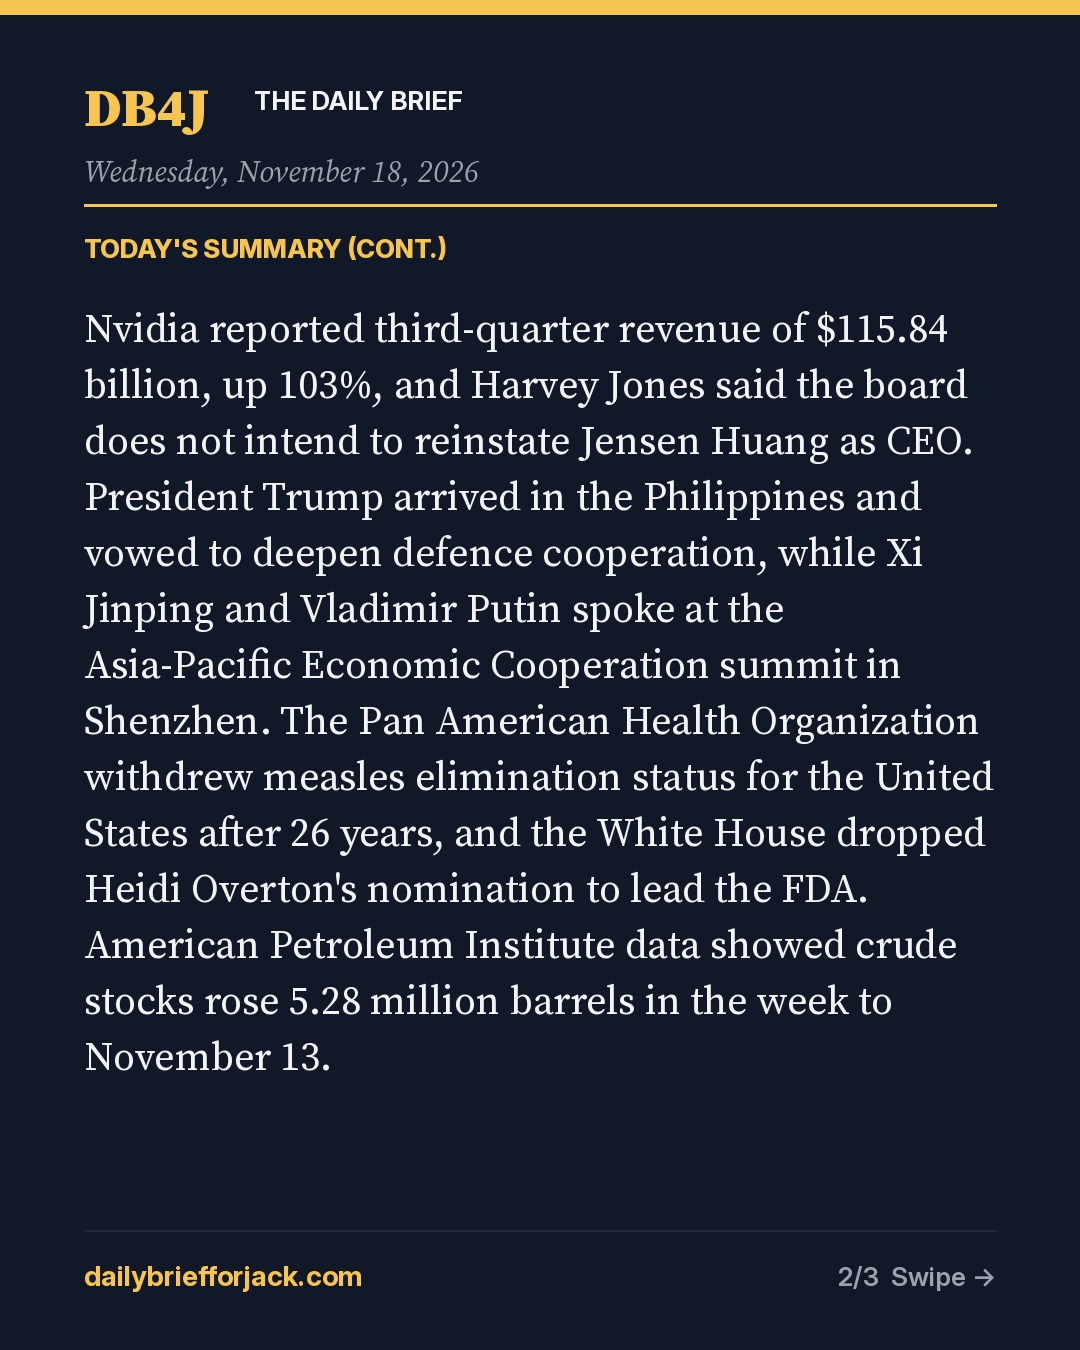 DB4J THE DAILY BRIEF
Wednesday, November 18, 2026
TODAY'S SUMMARY (CONT.)
Nvidia reported third-quarter revenue of $115.84
billion, up 103%, and Harvey Jones said the board
does not intend to reinstate Jensen Huang as CEO.
President Trump arrived in the Philippines and
vowed to deepen defence cooperation, while Xi
Jinping and Vladimir Putin spoke at the
Asia-Pacific Economic Cooperation summit in
Shenzhen. The Pan American Health Organization
withdrew measles elimination status for the United
States after 26 years, and the White House dropped
Heidi Overton's nomination to lead the FDA.
American Petroleum Institute data showed crude
stocks rose 5.28 million barrels in the week to
November 13.
dailybriefforjack.com 2/3 Swipe →